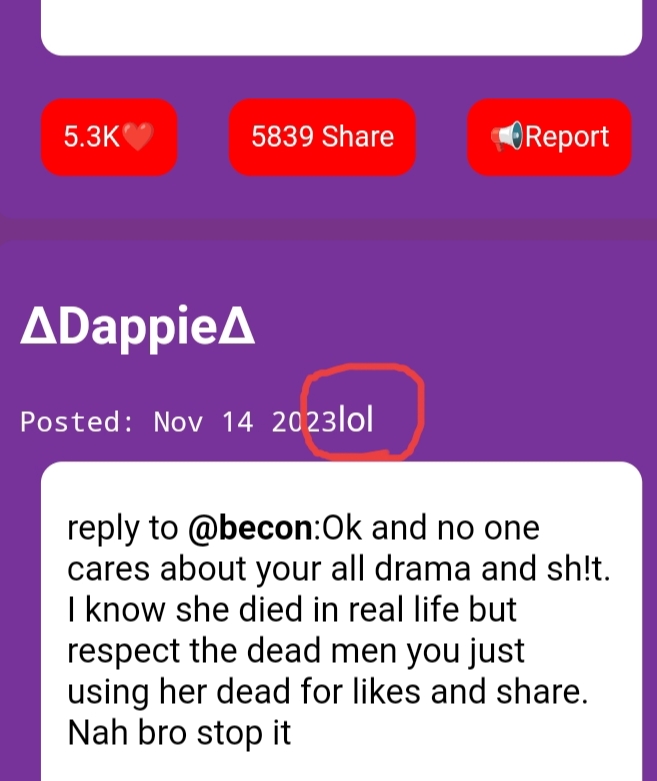 5.3K❤️ 5839 Share 📢Report
ΔDappieΔ
Posted: Nov 14 2023lol
reply to @becon:Ok and no one
cares about your all drama and sh!t.
I know she died in real life but
respect the dead men you just
using her dead for likes and share.
Nah bro stop it